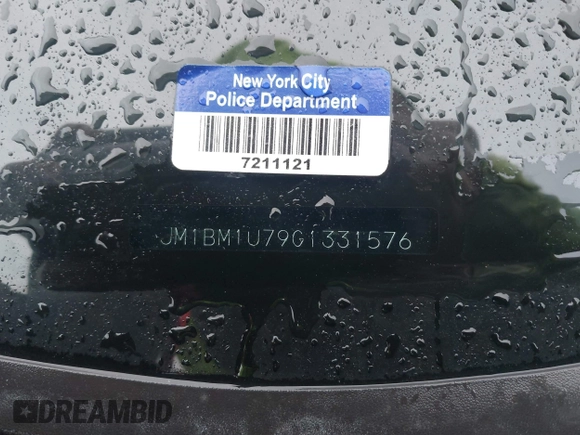 New York City
Police Department
7211121
JM1BM1U79G1331576
DREAMBID